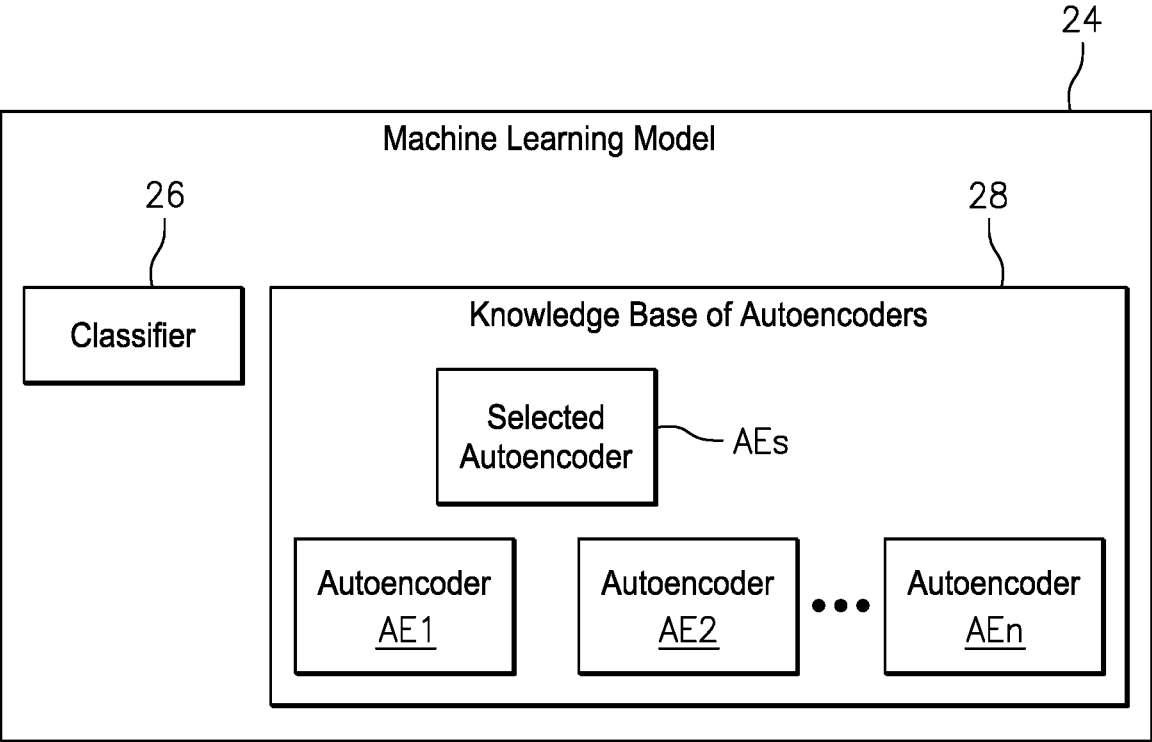 24
Machine Learning Model
26
28
Classifier
Knowledge Base of Autoencoders
Selected
Autoencoder
AEs
Autoencoder
AE1
Autoencoder
AE2
Autoencoder
AEn